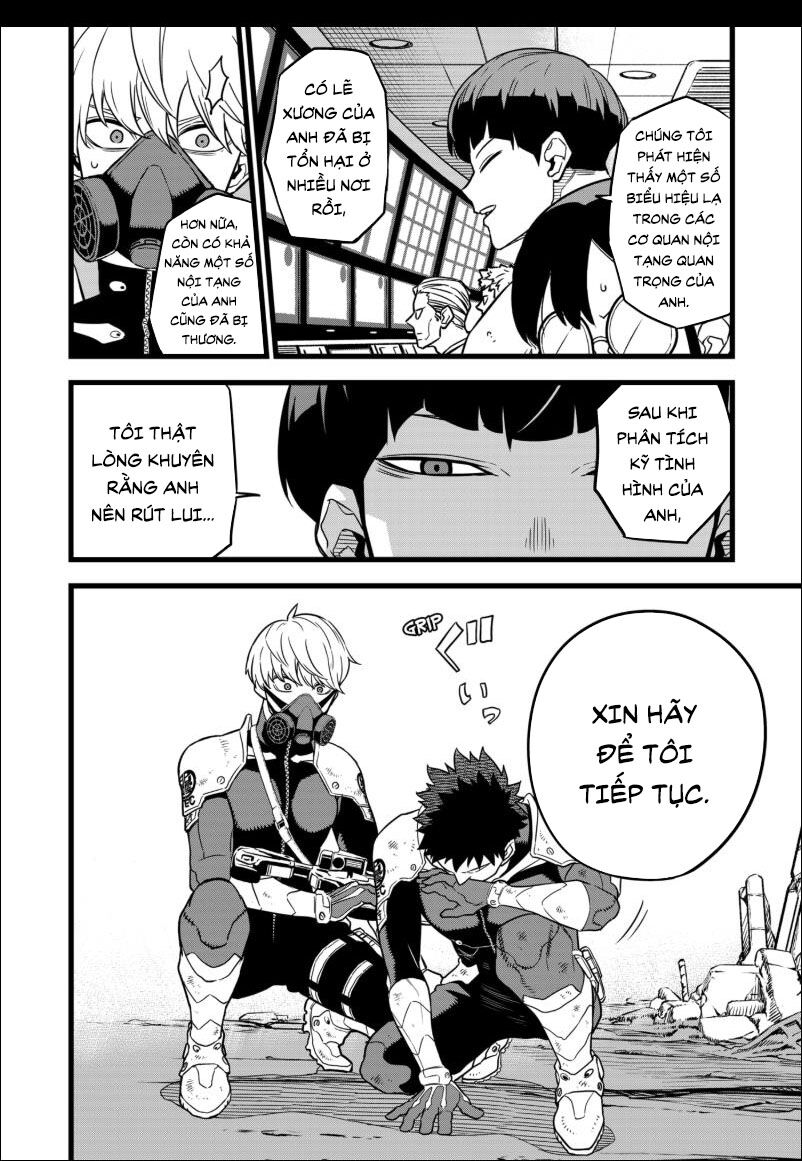 CHÚNG TÔI
PHÁT HIỆN
THẤY MỘT SỐ
BIỂU HIỆU LẠ
TRONG CÁC
CƠ QUAN NỘI
TẠNG QUAN
TRỌNG CỦA
ANH.
CÓ LẼ
XƯƠNG CỦA
ANH ĐÃ BỊ
TỔN HẠI Ở
NHIỀU NƠI
RỒI,
HƠN NỮA,
CÒN CÓ KHẢ
NĂNG MỘT SỐ
NỘI TẠNG
CỦA ANH
CŨNG ĐÃ BỊ
THƯƠNG.
SAU KHI
PHÂN TÍCH
KỸ TÌNH
HÌNH CỦA
ANH,
TÔI THẬT
LÒNG KHUYÊN
RẰNG ANH
NÊN RÚT LUI...
XIN HÃY
ĐỂ TÔI
TIẾP TỤC.
GRIP
ぐいっ